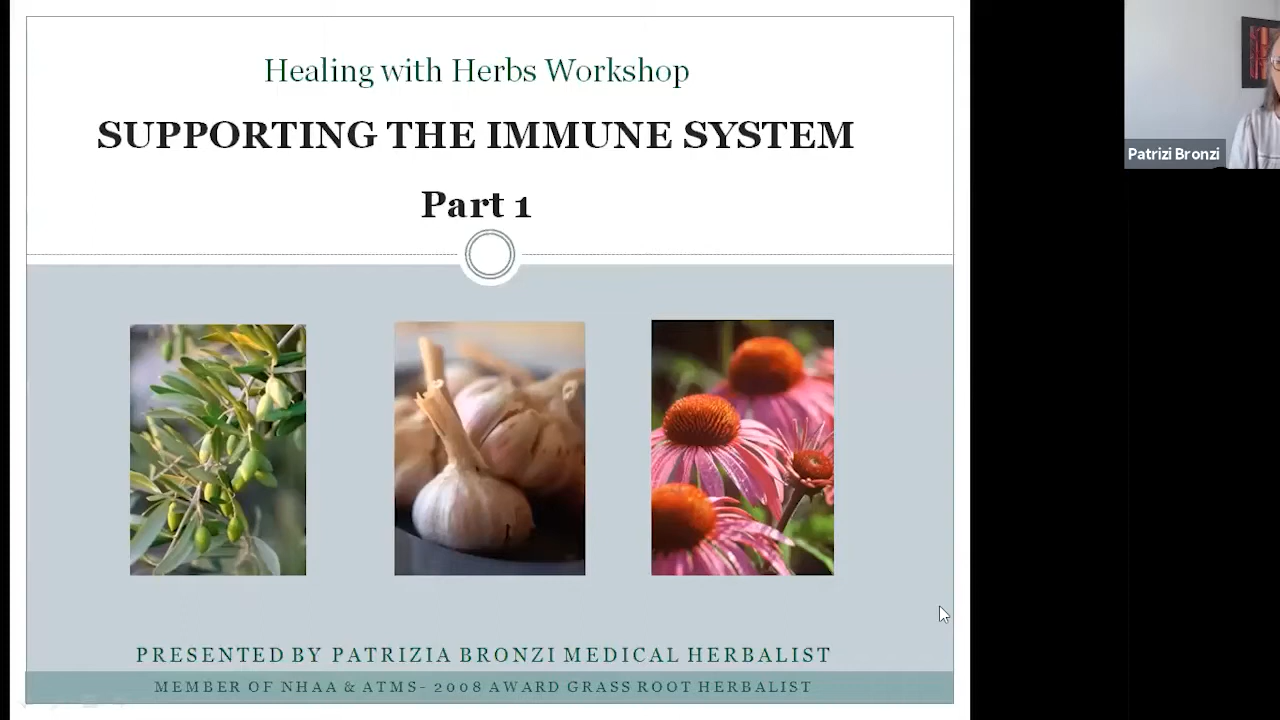 Healing with Herbs Workshop
SUPPORTING THE IMMUNE SYSTEM
Part 1
PRESENTED BY PATRIZIA BRONZI MEDICAL HERBALIST
MEMBER OF NHAA & ATMS- 2008 AWARD GRASS ROOT HERBALIST
Patrizi Bronzi